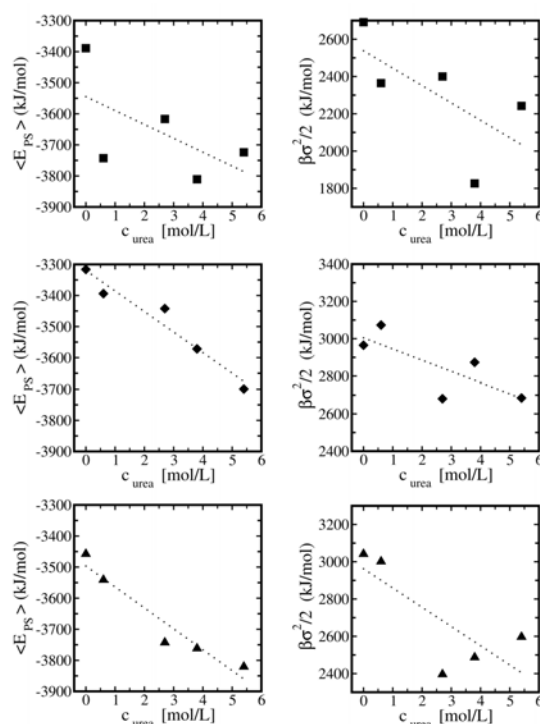 -3300
-3400
-3500
-3600
-3700
-3800
-3900
<E_PS> (kJ/mol)
0 1 2 3 4 5 6
c_urea [mol/L]
2600
2400
2200
2000
1800
βσ²/2 (kJ/mol)
0 1 2 3 4 5 6
c_urea [mol/L]
-3300
-3400
-3500
-3600
-3700
-3800
-3900
<E_PS> (kJ/mol)
0 1 2 3 4 5 6
c_urea [mol/L]
3400
3200
3000
2800
2600
2400
βσ²/2 (kJ/mol)
0 1 2 3 4 5 6
c_urea [mol/L]
-3300
-3400
-3500
-3600
-3700
-3800
-3900
<E_PS> (kJ/mol)
0 1 2 3 4 5 6
c_urea [mol/L]
3200
3000
2800
2600
2400
βσ²/2 (kJ/mol)
0 1 2 3 4 5 6
c_urea [mol/L]